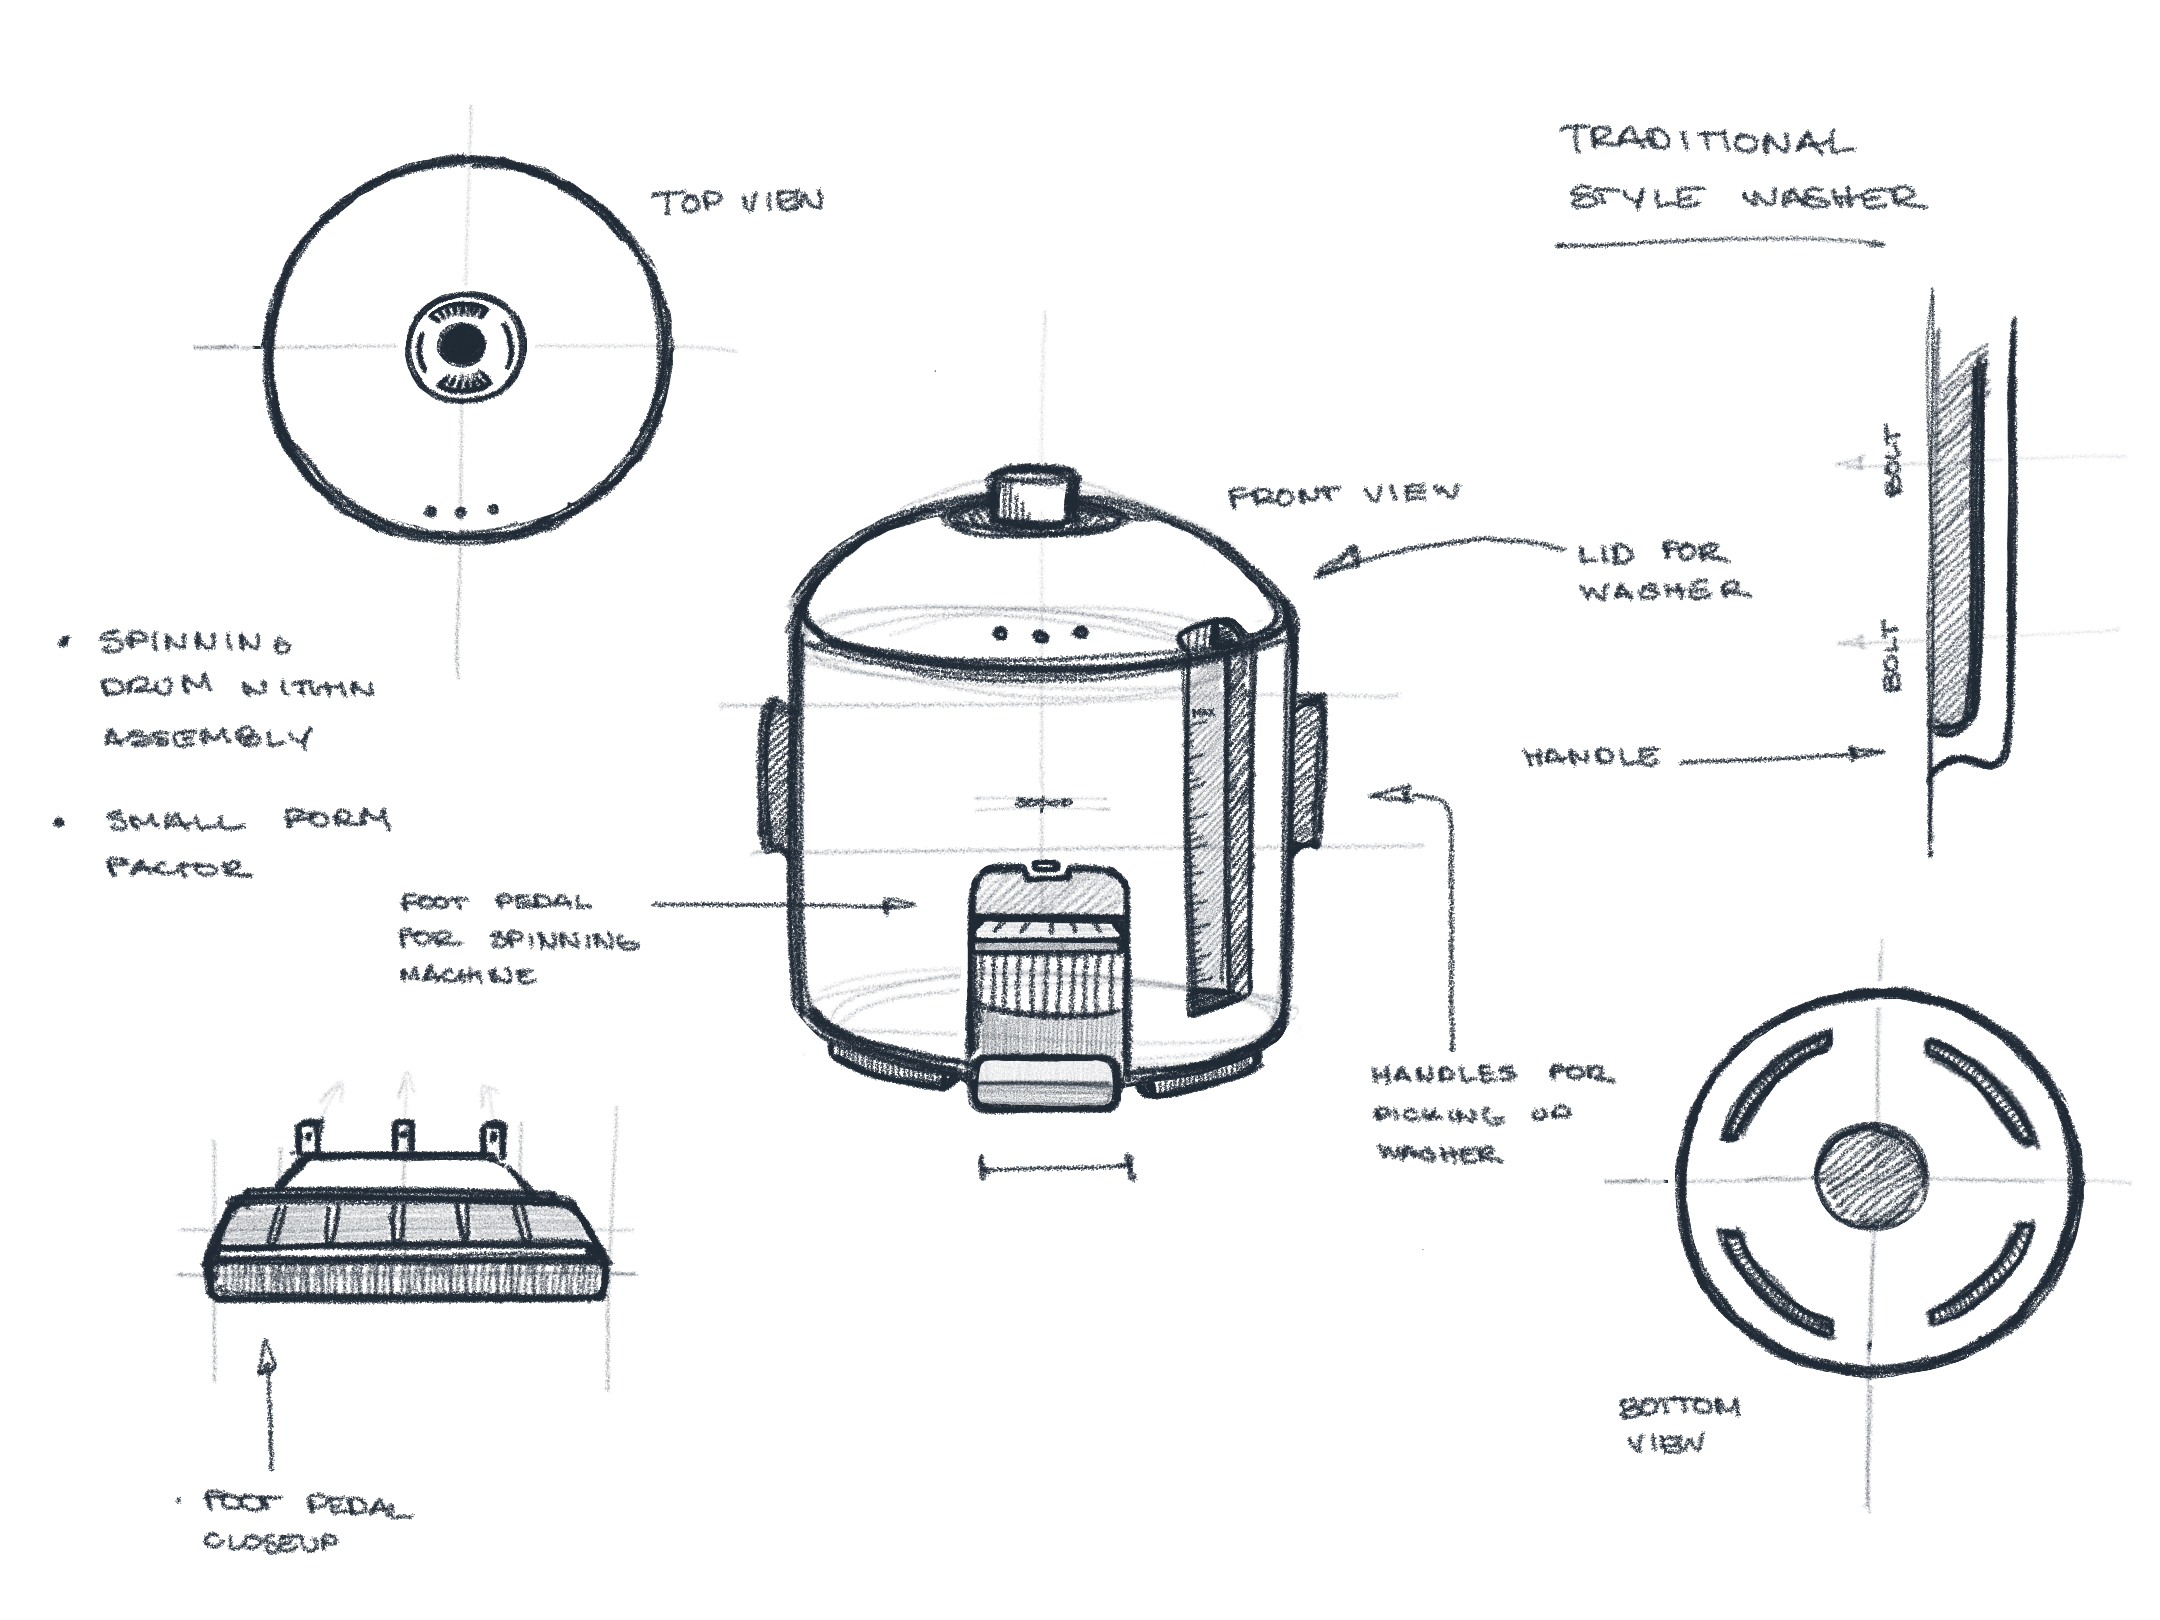 TRADITIONAL
STYLE WASHER
TOP VIEW
FRONT VIEW
LID FOR
WASHER
BOLT
BOLT
HANDLE
• SPINNING
DRUM WITHIN
ASSEMBLY
• SMALL FORM
FACTOR
MAX
FOOT PEDAL
FOR SPINNING
MACHINE
HANDLES FOR
PICKING UP
WASHER
BOTTOM
VIEW
• FOOT PEDAL
CLOSEUP